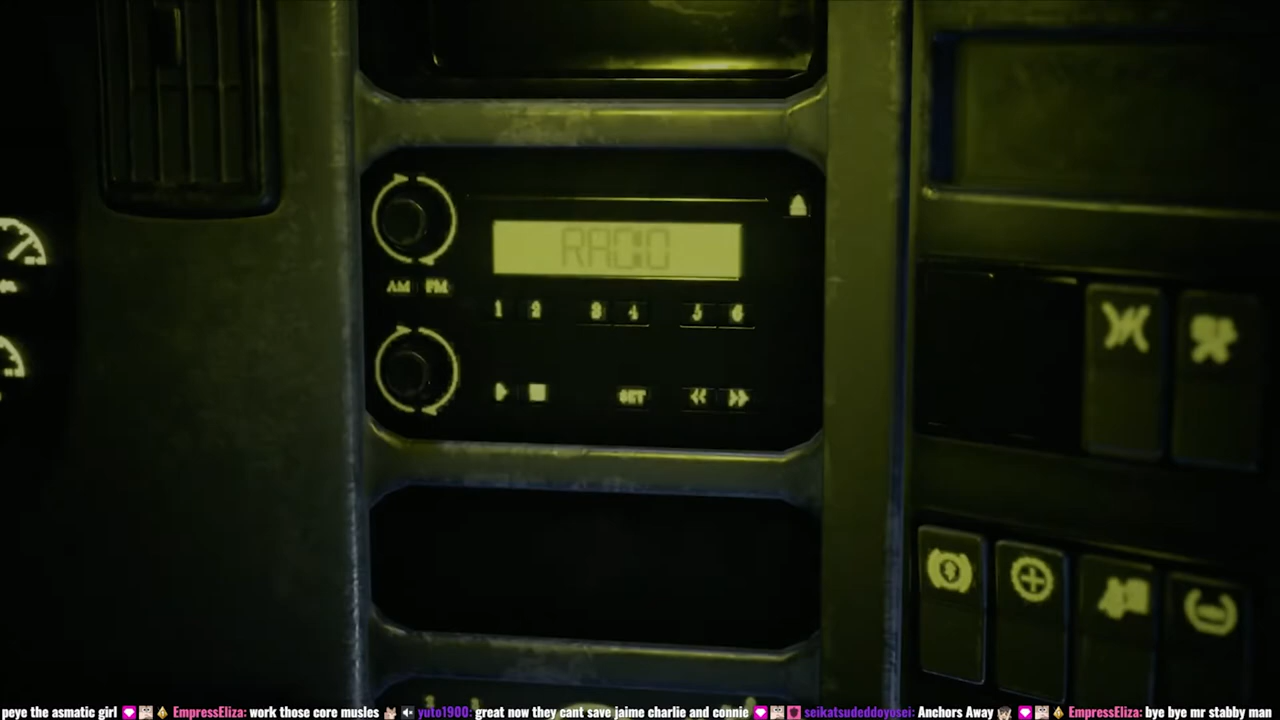 RADIO
AM FM
1 2 3 4 5 6
SET
peye the asmatic girl EmpressEliza: work those core musles yuto1900: great now they cant save jaime charlie and connie seikatsudeddoyosei: Anchors Away EmpressEliza: bye bye mr stabby man